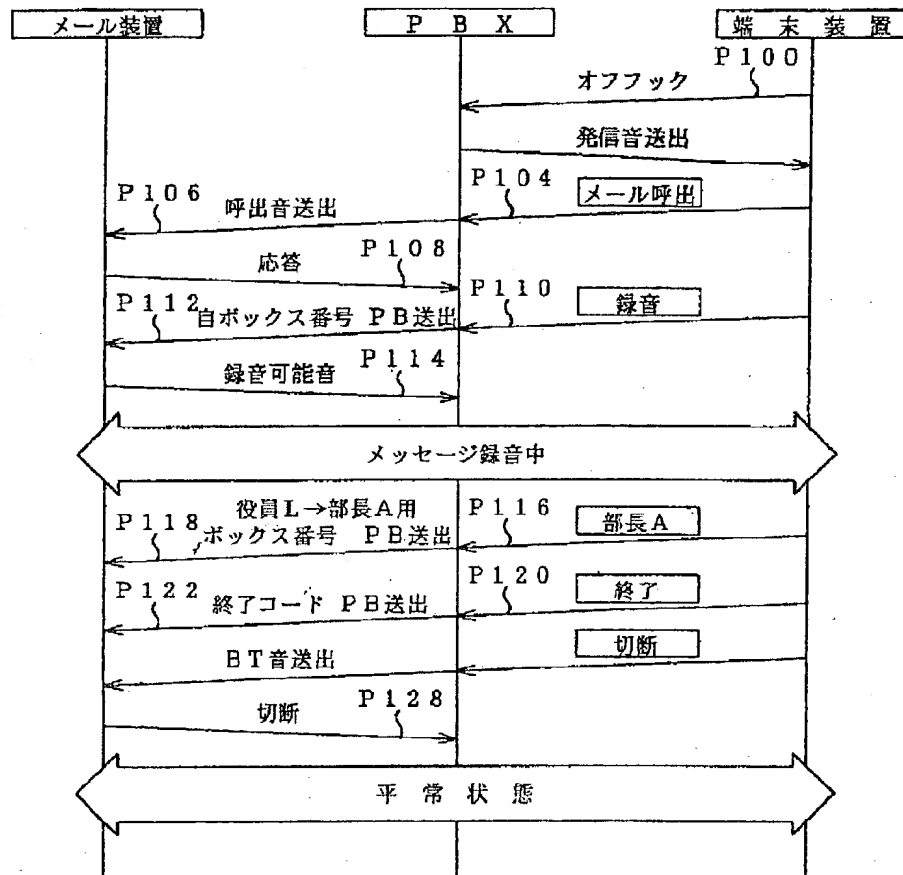 メール装置
PBX
端末装置
P100
オフフック
発信音送出
P104
メール呼出
P106
呼出音送出
応答
P108
P110
録音
P112
自ボックス番号 PB送出
録音可能音
P114
メッセージ録音中
役員L→部長A用
P116
部長A
P118
ボックス番号 PB送出
P120
終了
P122
終了コード PB送出
切断
BT音送出
切断
P128
平常状態